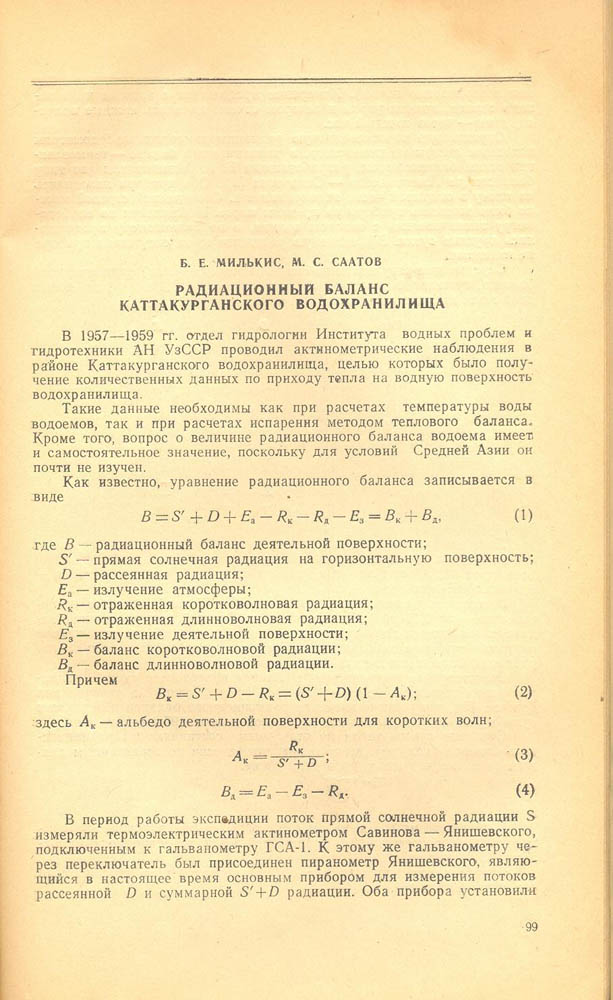 Б. Е. МИЛЬКИС, М. С. СААТОВ
РАДИАЦИОННЫЙ БАЛАНС
КАТТАКУРГАНСКОГО ВОДОХРАНИЛИЩА
В 1957—1959 гг. отдел гидрологии Института водных проблем и
гидротехники АН УзССР проводил актинометрические наблюдения в
районе Каттакурганского водохранилища, целью которых было полу-
чение количественных данных по приходу тепла на водную поверхность
водохранилища.
Такие данные необходимы как при расчетах температуры воды
водоемов, так и при расчетах испарения методом теплового баланса.
Кроме того, вопрос о величине радиационного баланса водоема имеет
и самостоятельное значение, поскольку для условий Средней Азии он
почти не изучен.
Как известно, уравнение радиационного баланса записывается в
виде
B = S′ + D + Eₐ − Rк − Rд − Eз = Bк + Bд, (1)
где B — радиационный баланс деятельной поверхности;
S′ — прямая солнечная радиация на горизонтальную поверхность;
D — рассеянная радиация;
Eа — излучение атмосферы;
Rк — отраженная коротковолновая радиация;
Rд — отраженная длинноволновая радиация;
Eз — излучение деятельной поверхности;
Bк — баланс коротковолновой радиации;
Bд — баланс длинноволновой радиации.
Причем
Bк = S′ + D − Rк = (S′ + D) (1 − Aк); (2)
здесь Aк — альбедо деятельной поверхности для коротких волн;
Aк = Rк / S′ + D ; (3)
Bд = Eа − Eз − Rд. (4)
В период работы экспедиции поток прямой солнечной радиации S
измеряли термоэлектрическим актинометром Савинова — Янишевского,
подключенным к гальванометру ГСА-1. К этому же гальванометру че-
рез переключатель был присоединен пиранометр Янишевского, являю-
щийся в настоящее время основным прибором для измерения потоков
рассеянной D и суммарной S′+D радиации. Оба прибора установили
99